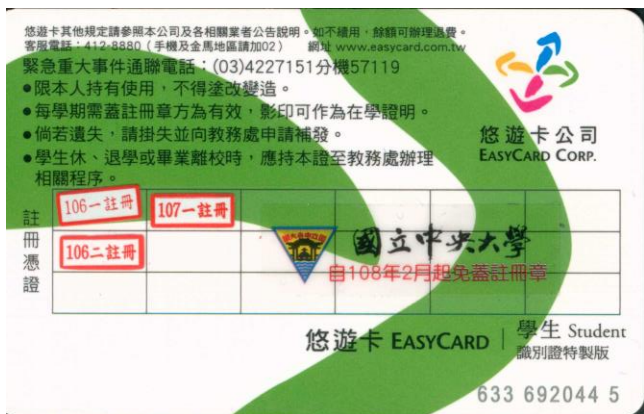 悠遊卡其他規定請參照本公司及各相關業者公告說明。如不續用，餘額可辦理退費。
客服電話：412-8880（手機及金馬地區請加02） 網址 www.easycard.com.tw
緊急重大事件通聯電話：(03)4227151分機57119
●限本人持有使用，不得塗改變造。
●每學期需蓋註冊章方為有效，影印可作為在學證明。
●倘若遺失，請掛失並向教務處申請補發。
●學生休、退學或畢業離校時，應持本證至教務處辦理
相關程序。
悠遊卡公司
EASYCARD CORP.
註冊憑證
106一註冊
107一註冊
106二註冊
國立中央大學
自108年2月起免蓋註冊章
悠遊卡 EASYCARD | 學生 Student
識別證特製版
633 692044 5